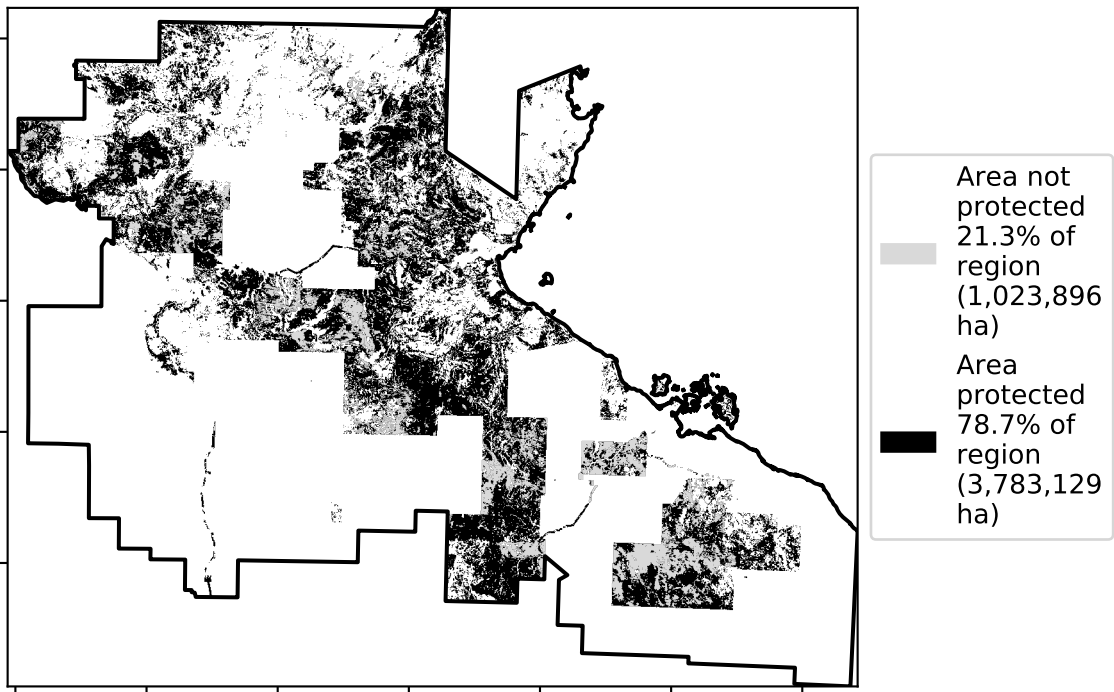 Area not
protected
21.3% of
region
(1,023,896
ha)
Area
protected
78.7% of
region
(3,783,129
ha)